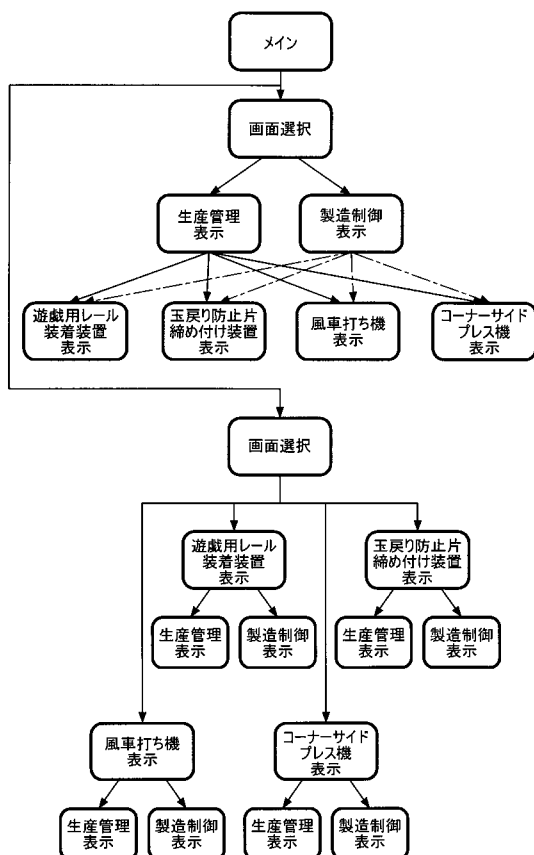 メイン
画面選択
生産管理
表示
製造制御
表示
遊戯用レール
装着装置
表示
玉戻り防止片
締め付け装置
表示
風車打ち機
表示
コーナーサイド
プレス機
表示
画面選択
遊戯用レール
装着装置
表示
玉戻り防止片
締め付け装置
表示
生産管理
表示
製造制御
表示
生産管理
表示
製造制御
表示
風車打ち機
表示
コーナーサイド
プレス機
表示
生産管理
表示
製造制御
表示
生産管理
表示
製造制御
表示